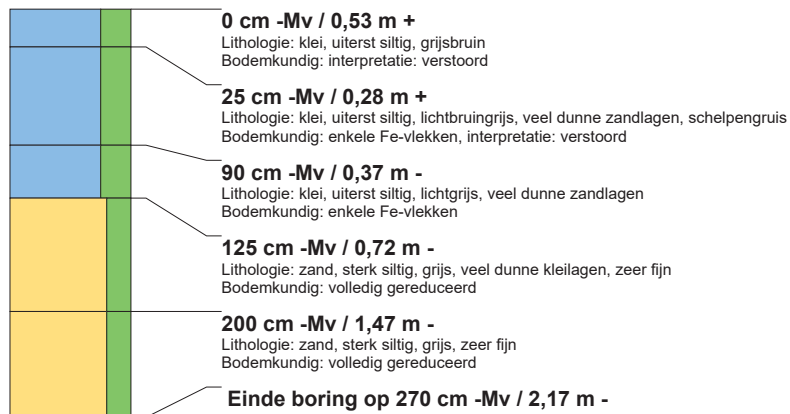 0 cm -Mv / 0,53 m +
Lithologie: klei, uiterst siltig, grijsbruin
Bodemkundig: interpretatie: verstoord
25 cm -Mv / 0,28 m +
Lithologie: klei, uiterst siltig, lichtbruingrijs, veel dunne zandlagen, schelpengruis
Bodemkundig: enkele Fe-vlekken, interpretatie: verstoord
90 cm -Mv / 0,37 m -
Lithologie: klei, uiterst siltig, lichtgrijs, veel dunne zandlagen
Bodemkundig: enkele Fe-vlekken
125 cm -Mv / 0,72 m -
Lithologie: zand, sterk siltig, grijs, veel dunne kleilagen, zeer fijn
Bodemkundig: volledig gereduceerd
200 cm -Mv / 1,47 m -
Lithologie: zand, sterk siltig, grijs, zeer fijn
Bodemkundig: volledig gereduceerd
Einde boring op 270 cm -Mv / 2,17 m -